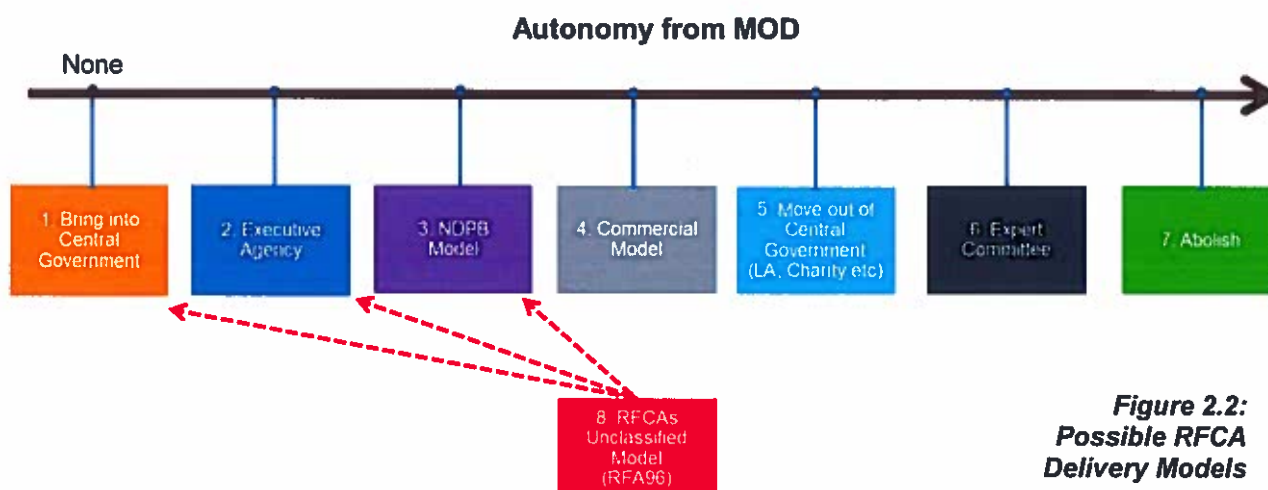 Autonomy from MOD
None
1. Bring into
Central
Government
2. Executive
Agency
3. NDPB
Model
4. Commercial
Model
5. Move out of
Central
Government
(LA, Charity etc)
6. Expert
Committee
7. Abolish
8. RFCAs
Unclassified
Model
(RFA96)
Figure 2.2:
Possible RFCA
Delivery Models